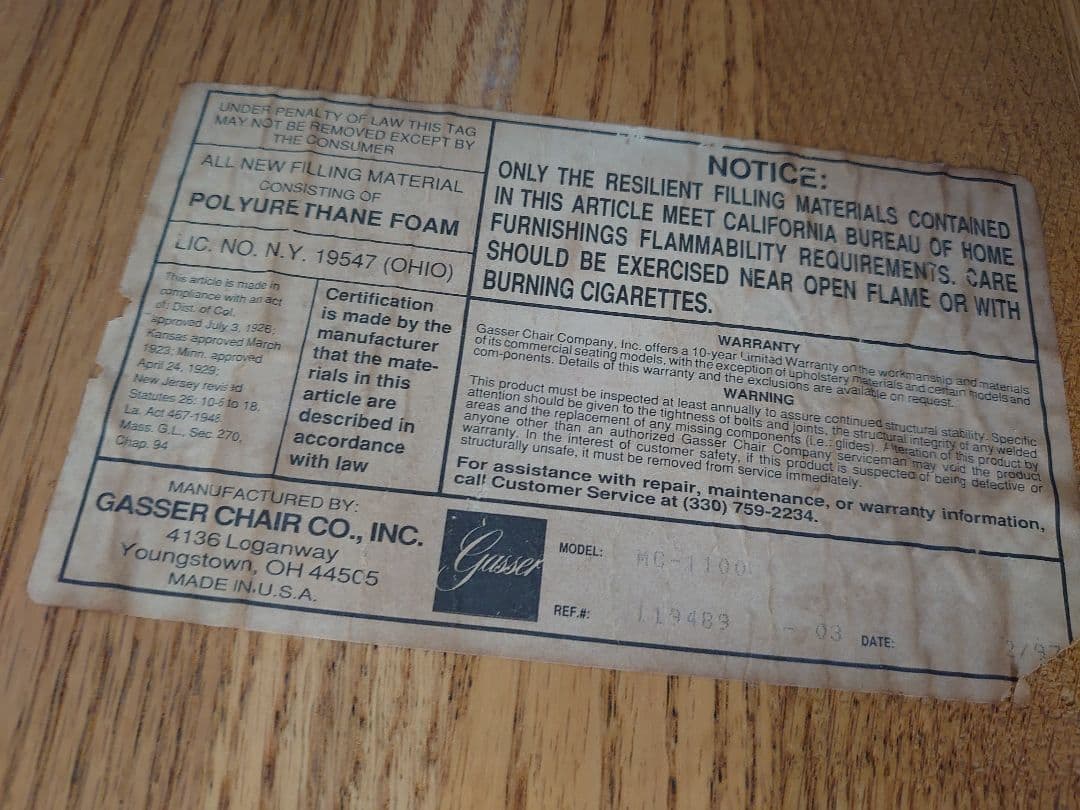 UNDER PENALTY OF LAW THIS TAG
MAY NOT BE REMOVED EXCEPT BY
THE CONSUMER
ALL NEW FILLING MATERIAL
CONSISTING OF
POLYURETHANE FOAM
LIC. NO. N.Y. 19547 (OHIO)
This article is made in
compliance with an act
of: Dist. of Col.
approved July 3, 1926;
Kansas approved March
1923; Minn. approved
April 24, 1929;
New Jersey revised
Statutes 26: 10-6 to 18.
La. Act 467-1948.
Mass. G.L. Sec. 270,
Chap. 94
Certification
is made by the
manufacturer
that the mate-
rials in this
article are
described in
accordance
with law
NOTICE:
ONLY THE RESILIENT FILLING MATERIALS CONTAINED
IN THIS ARTICLE MEET CALIFORNIA BUREAU OF HOME
FURNISHINGS FLAMMABILITY REQUIREMENTS. CARE
SHOULD BE EXERCISED NEAR OPEN FLAME OR WITH
BURNING CIGARETTES.
WARRANTY
Gasser Chair Company, Inc. offers a 10-year Limited Warranty on the workmanship and materials
of its commercial seating models, with the exception of upholstery materials and certain models and
com-ponents. Details of this warranty and the exclusions are available on request.
WARNING
This product must be inspected at least annually to assure continued structural stability. Specific
attention should be given to the tightness of bolts and joints, the structural integrity of any welded
areas and the replacement of any missing components (i.e.: glides). Alteration of this product by
anyone other than an authorized Gasser Chair Company serviceman may void the product
warranty. In the interest of customer safety, if this product is suspected of being defective or
structurally unsafe, it must be removed from service immediately.
For assistance with repair, maintenance, or warranty information,
call Customer Service at (330) 759-2234.
MANUFACTURED BY:
GASSER CHAIR CO., INC.
4136 Loganway
Youngstown, OH 44505
MADE IN U.S.A.
Gasser
MODEL: MC-1100
REF.#: 119489 - 03 DATE: 2/97